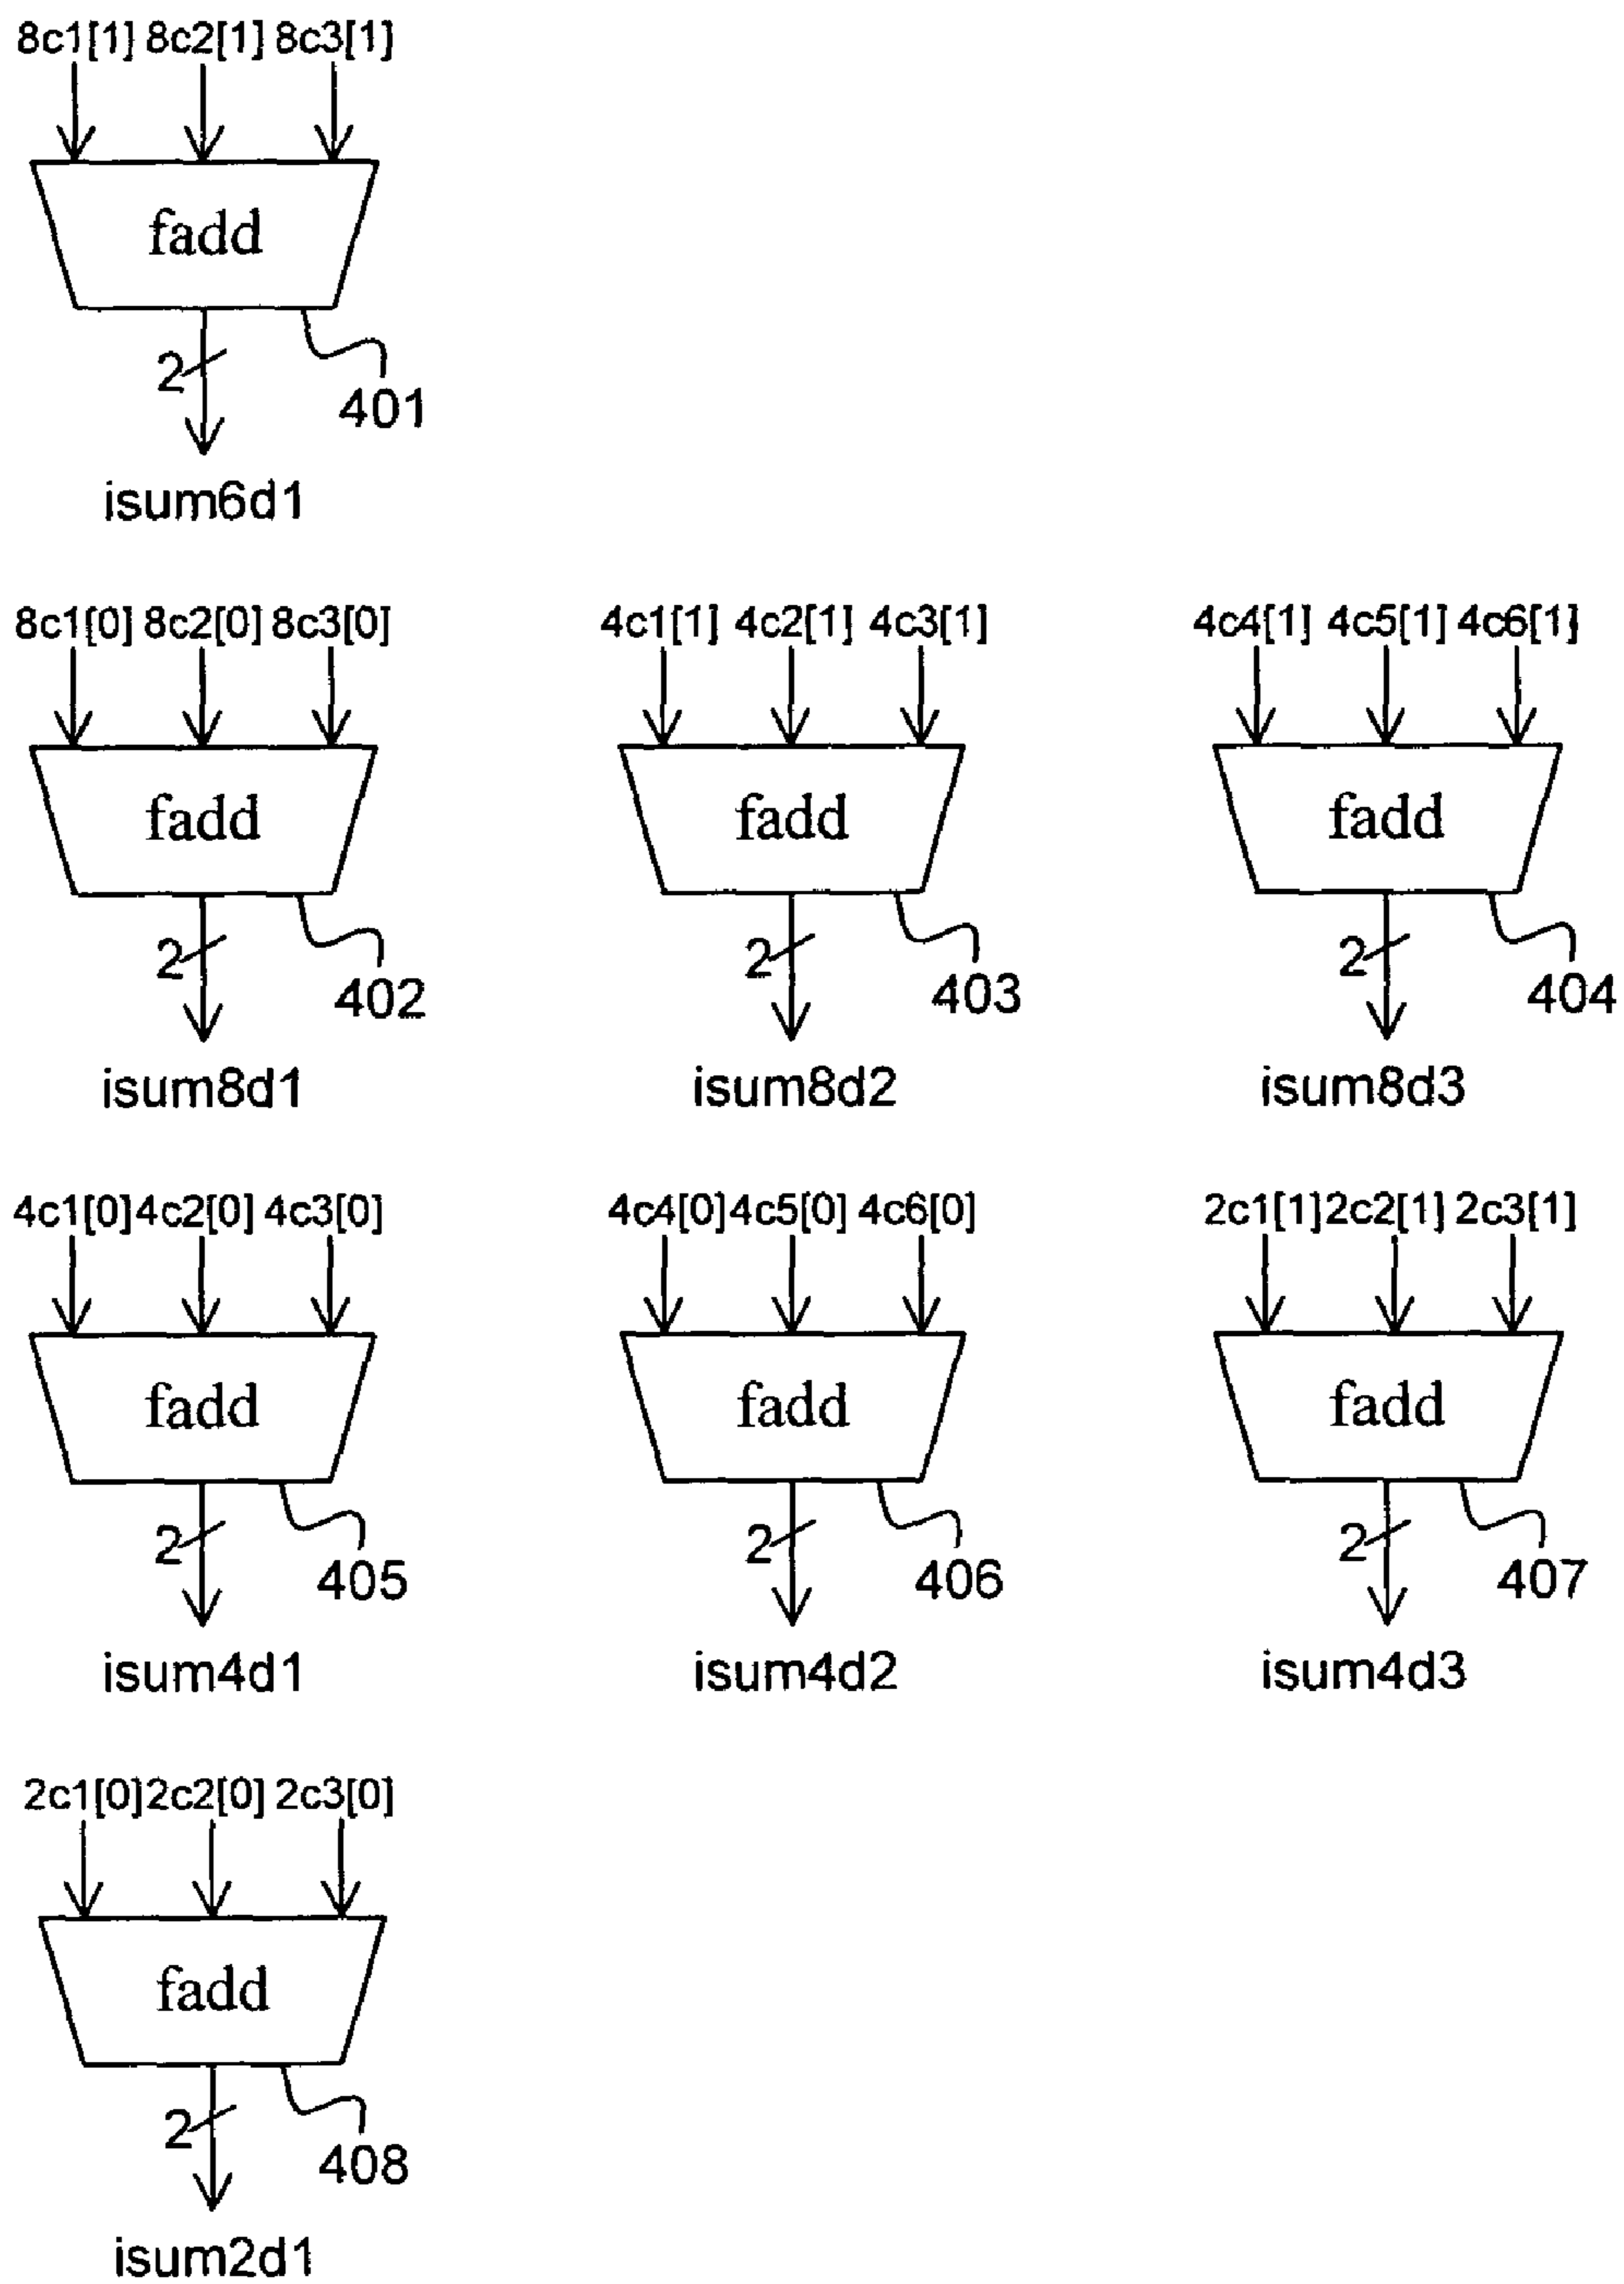 8c1[1] 8c2[1] 8c3[1]
fadd
2
401
isum6d1
8c1[0] 8c2[0] 8c3[0] 4c1[1] 4c2[1] 4c3[1] 4c4[1] 4c5[1] 4c6[1]
fadd fadd fadd
2 2 2
402 403 404
isum8d1 isum8d2 isum8d3
4c1[0] 4c2[0] 4c3[0] 4c4[0] 4c5[0] 4c6[0] 2c1[1] 2c2[1] 2c3[1]
fadd fadd fadd
2 2 2
405 406 407
isum4d1 isum4d2 isum4d3
2c1[0] 2c2[0] 2c3[0]
fadd
2
408
isum2d1